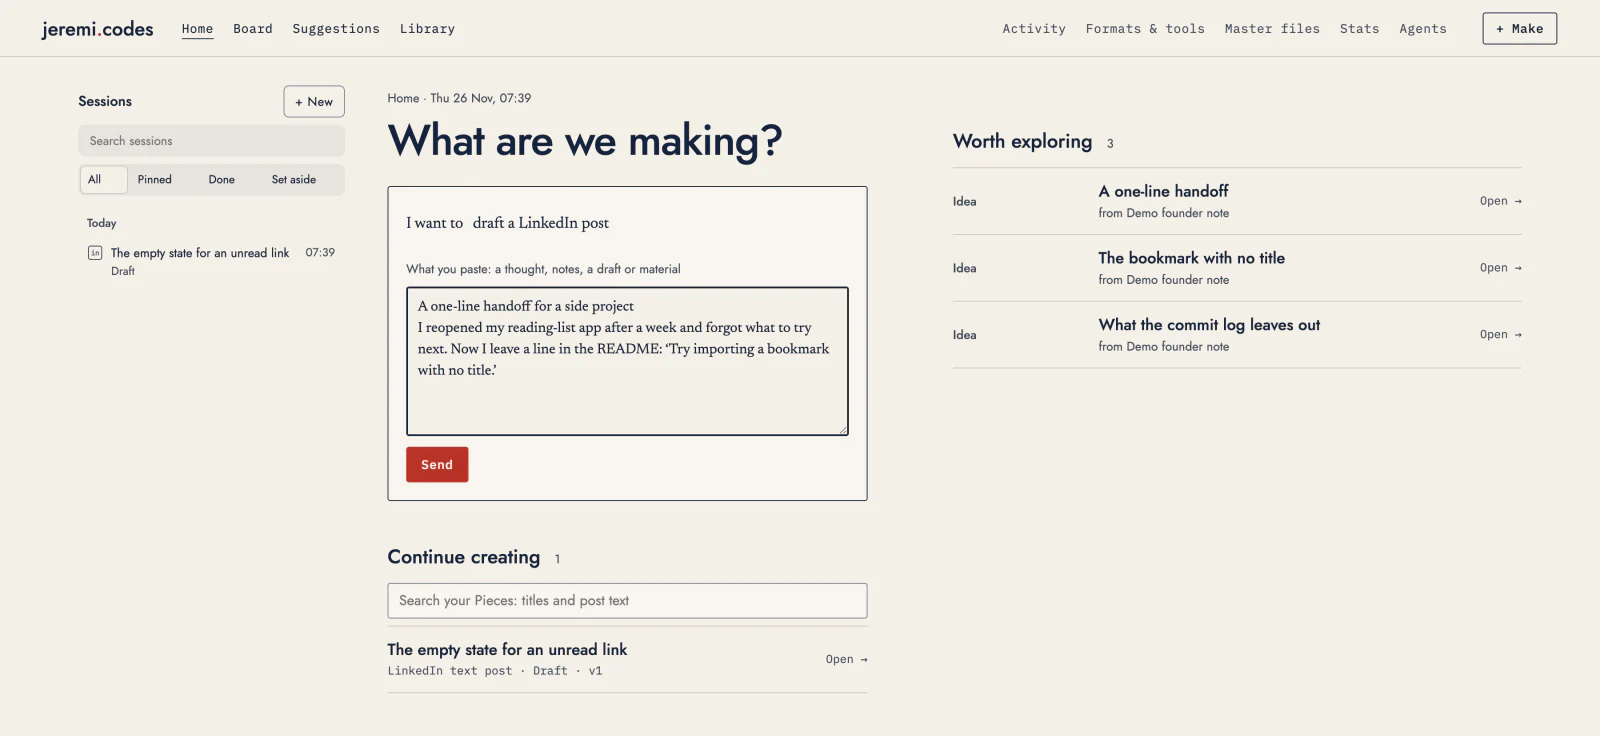 jeremi.codes
Home
Board
Suggestions
Library
Activity
Formats & tools
Master files
Stats
Agents
+ Make
Sessions
+ New
Search sessions
All
Pinned
Done
Set aside
Today
in
The empty state for an unread link
07:39
Draft
Home · Thu 26 Nov, 07:39
What are we making?
I want to draft a LinkedIn post
What you paste: a thought, notes, a draft or material
A one-line handoff for a side project
I reopened my reading-list app after a week and forgot what to try
next. Now I leave a line in the README: ‘Try importing a bookmark
with no title.’
Send
Continue creating 1
Search your Pieces: titles and post text
The empty state for an unread link
LinkedIn text post · Draft · v1
Open →
Worth exploring 3
Idea
A one-line handoff
from Demo founder note
Open →
Idea
The bookmark with no title
from Demo founder note
Open →
Idea
What the commit log leaves out
from Demo founder note
Open →